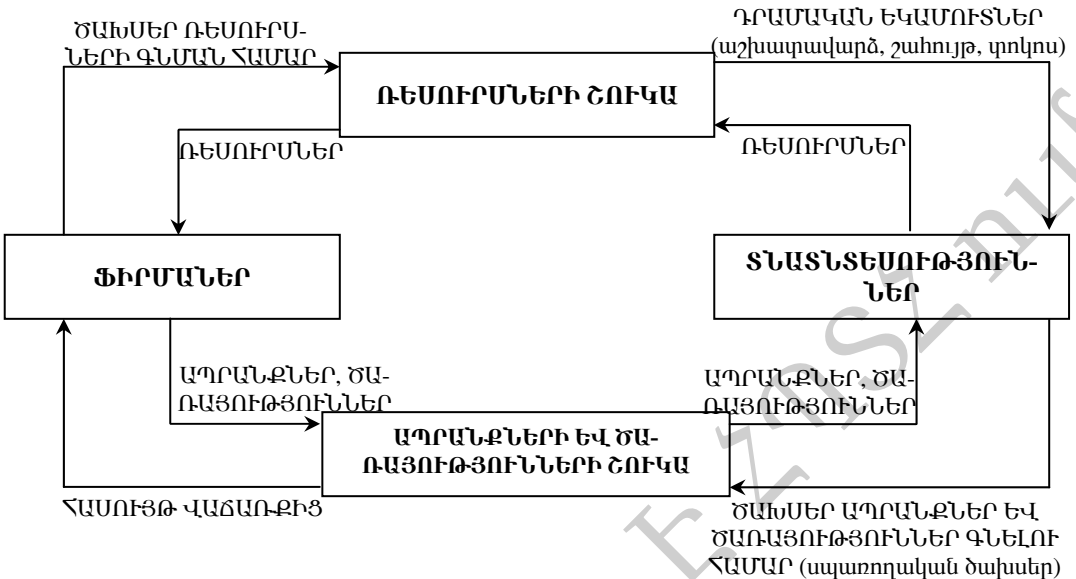 ԾԱԽՍԵՐ ՌԵՍՈՒՐՍ-
ՆԵՐԻ ԳՆՄԱՆ ՀԱՄԱՐ
ԴՐԱՄԱԿԱՆ ԵԿԱՄՈՒՏՆԵՐ
(աշխատավարձ, շահույթ, տոկոս)
ՌԵՍՈՒՐՍՆԵՐԻ ՇՈՒԿԱ
ՌԵՍՈՒՐՍՆԵՐ
ՌԵՍՈՒՐՍՆԵՐ
ՖԻՐՄԱՆԵՐ
ՏՆԱՏՆՏԵՍՈՒԹՅՈՒՆ-
ՆԵՐ
ԱՊՐԱՆՔՆԵՐ, ԾԱ-
ՌԱՅՈՒԹՅՈՒՆՆԵՐ
ԱՊՐԱՆՔՆԵՐ, ԾԱ-
ՌԱՅՈՒԹՅՈՒՆՆԵՐ
ԱՊՐԱՆՔՆԵՐԻ ԵՎ ԾԱ-
ՌԱՅՈՒԹՅՈՒՆՆԵՐԻ ՇՈՒԿԱ
ՀԱՍՈՒՅԹ ՎԱՃԱՌՔԻՑ
ԾԱԽՍԵՐ ԱՊՐԱՆՔՆԵՐ ԵՎ
ԾԱՌԱՅՈՒԹՅՈՒՆՆԵՐ ԳՆԵԼՈՒ
ՀԱՄԱՐ (սպառողական ծախսեր)